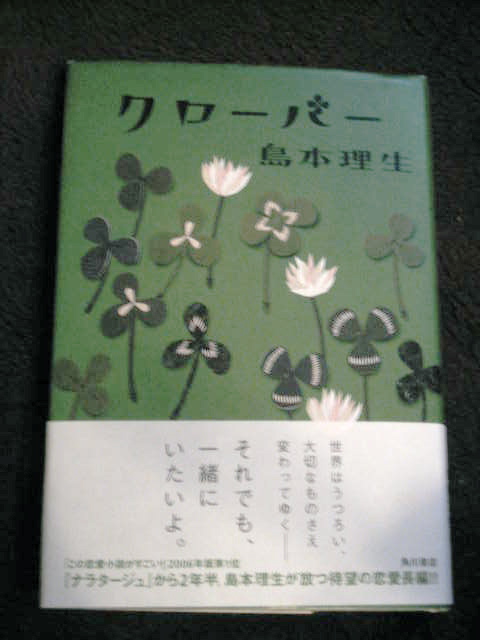 クローバー
島本理生
世界はうつろい、
大切なものさえ
変わってゆく——
それでも、
一緒に
いたいよ。
「この恋愛小説がすごい!」2006年版第1位
角川書店
『ナラタージュ』から2年半、島本理生が放つ待望の恋愛長編!!